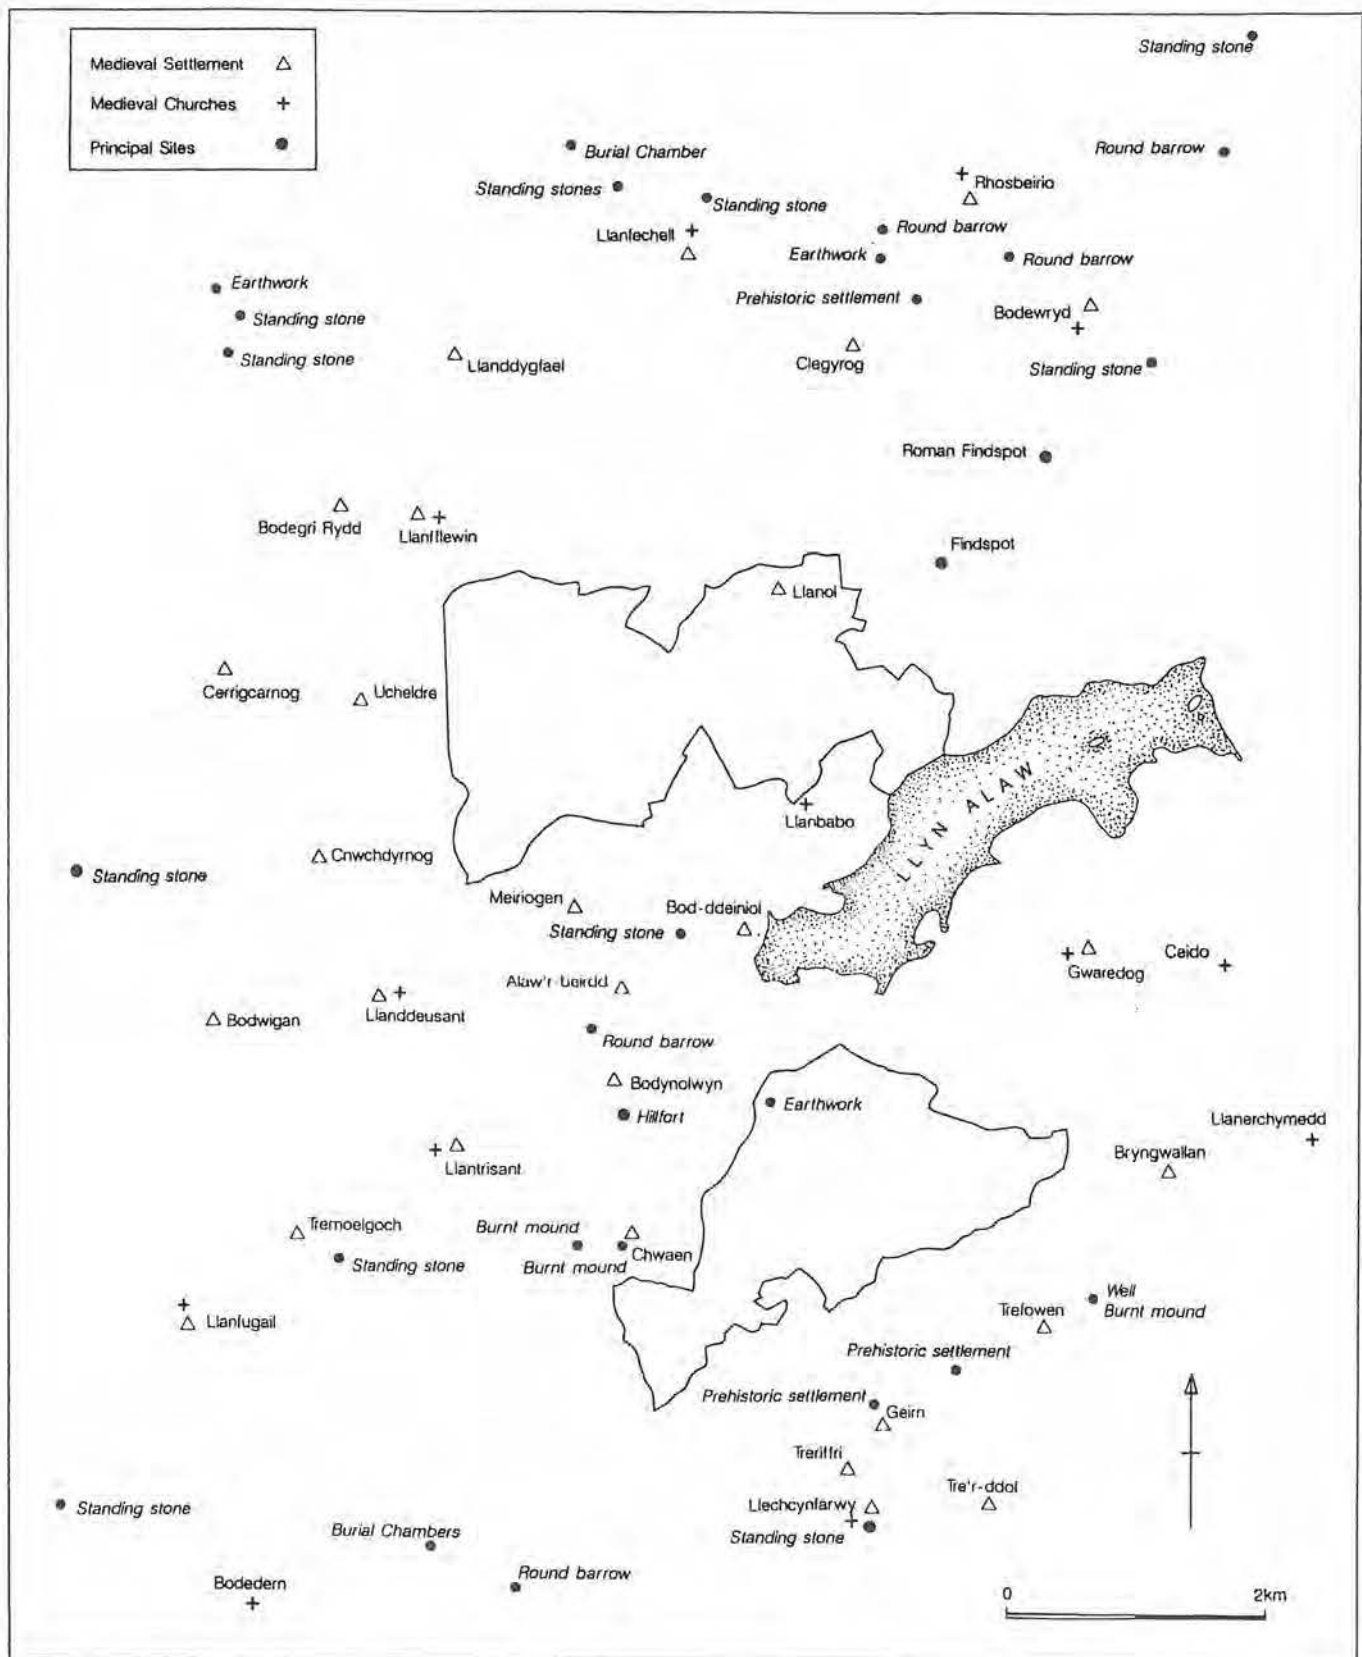 Medieval Settlement
Medieval Churches
Principal Siles
Standing stone
Burial Chamber
Round barrow
Standing stones
Standing stone
Rhosbeirio
Llanfechell
Round barrow
Earthwork
Round barrow
Earthwork
Prehistoric settlement
Standing stone
Bodewryd
Standing stone
Llanddygfael
Clegyrog
Standing stone
Roman Findspot
Bodegri Rydd
Llanfflewin
Findspot
Llanol
Cerrigcarnog
Ucheldre
LLYN ALAW
Llanbabo
Cnwchdyrnog
Standing stone
Meiriogen
Bod-ddeiniol
Standing stone
Gwaredog
Ceido
Alaw'r beirdd
Bodwigan
Llanddeusant
Round barrow
Bodynolwyn
Earthwork
Hillfort
Llanerchymedd
Bryngwallan
Llantrisant
Tremoelgoch
Burnt mound
Chwaen
Standing stone
Burnt mound
Well
Burnt mound
Trefowen
Llanfugail
Prehistoric settlement
Prehistoric settlement
Geirn
Treriffri
Tre'r-ddol
Llechcynfarwy
Standing stone
Standing stone
Burial Chambers
Round barrow
Bodedern
0 2km